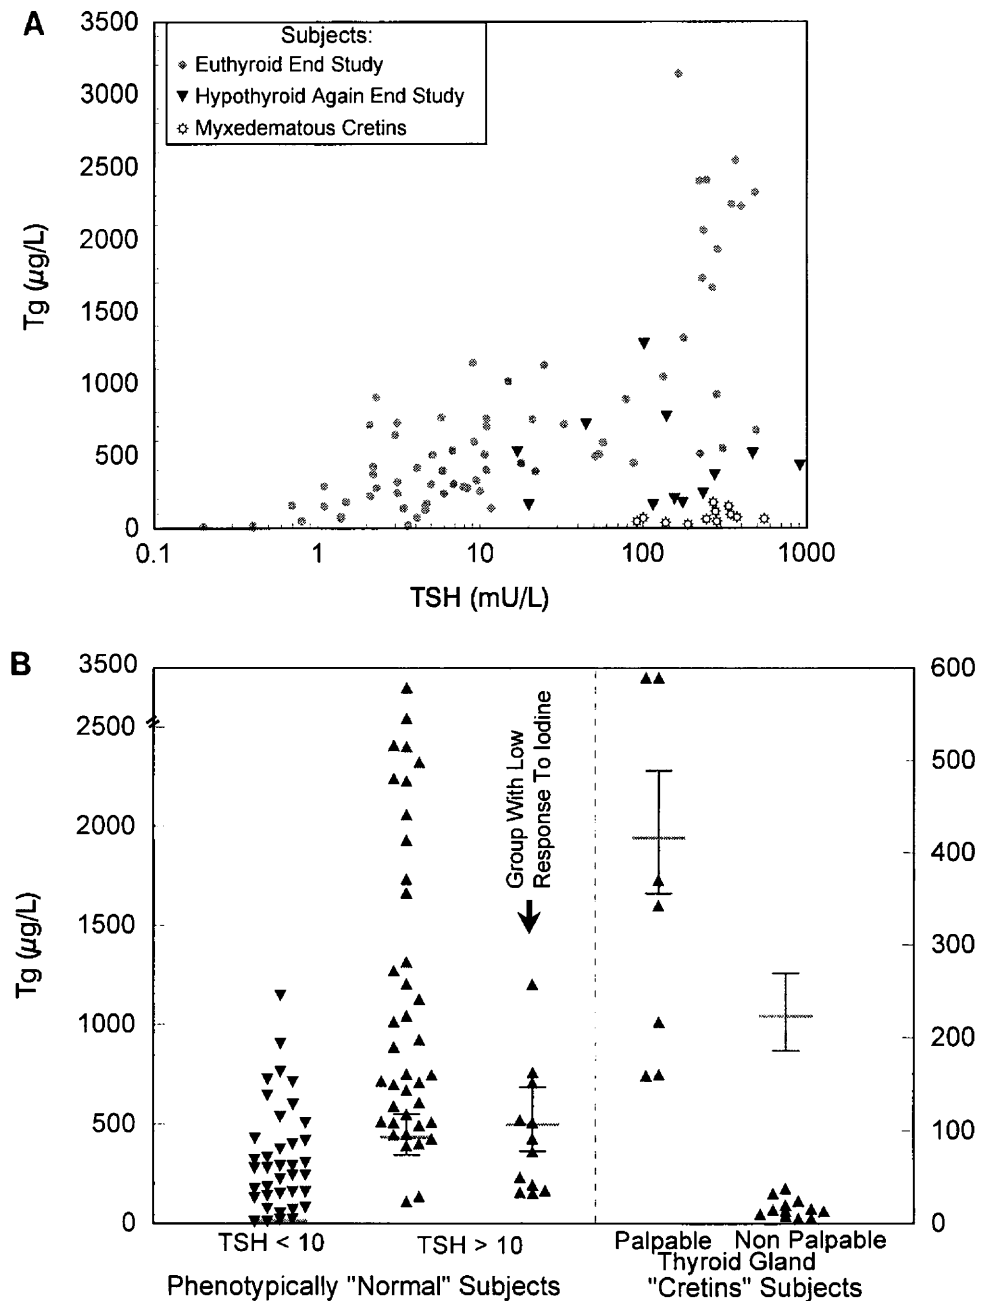 A
3500
3000
2500
2000
1500
1000
500
0
Tg (µg/L)
Subjects:
Euthyroid End Study
Hypothyroid Again End Study
Myxedematous Cretins
0.1 1 10 100 1000
TSH (mU/L)
B
3500
2500
2000
1500
1000
500
0
Tg (µg/L)
Group With Low
Response To Iodine
600
500
400
300
200
100
0
TSH < 10 TSH > 10 Palpable Non Palpable
Thyroid Gland
Phenotypically "Normal" Subjects "Cretins" Subjects